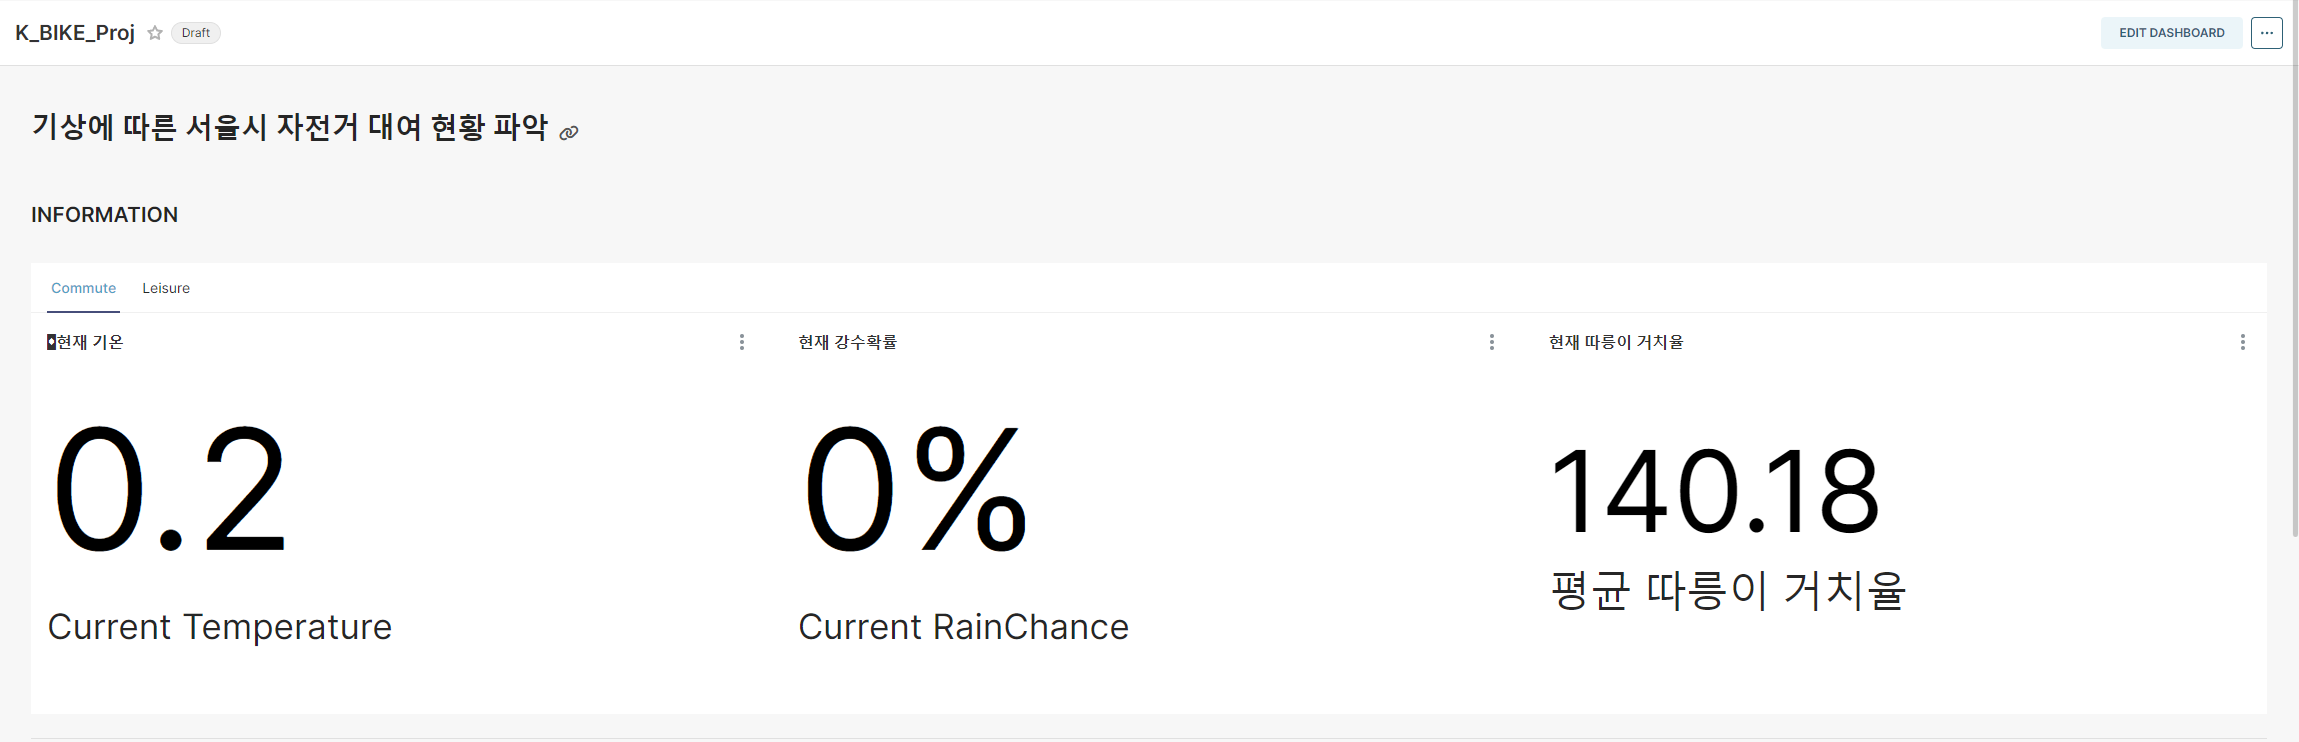 K_BIKE_Proj Draft EDIT DASHBOARD ...
기상에 따른 서울시 자전거 대여 현황 파악
INFORMATION
Commute Leisure
현재 기온 현재 강수확률 현재 따릉이 거치율
0.2 0% 140.18
평균 따릉이 거치율
Current Temperature Current RainChance